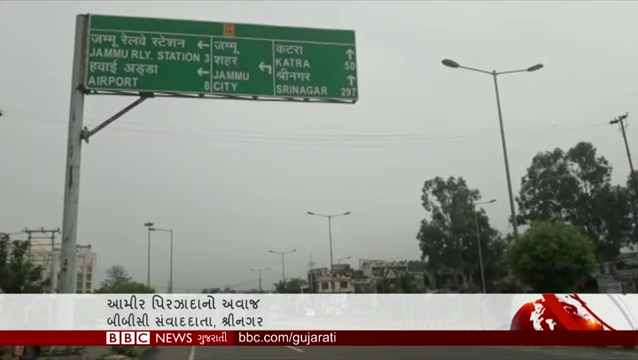 1A
जम्मू रेलवे स्टेशन ←
JAMMU RLY. STATION 3
हवाई अड्डा ←
AIRPORT 8
जम्मू
शहर
JAMMU
CITY
कटरा
KATRA 50
श्रीनगर
SRINAGAR 297
આમીર પિરઝાદાનો અવાજ
બીબીસી સંવાદદાતા, શ્રીનગર
BBC NEWS ગુજરાતી bbc.com/gujarati